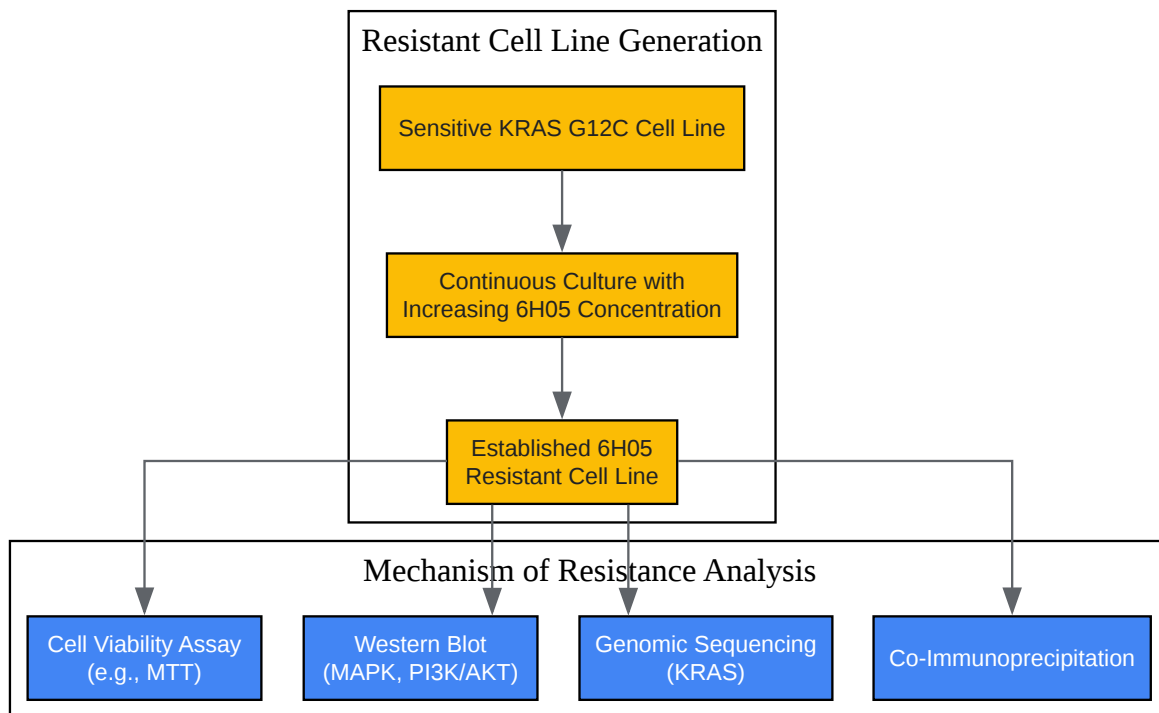 Resistant Cell Line Generation
Sensitive KRAS G12C Cell Line
Continuous Culture with
Increasing 6H05 Concentration
Established 6H05
Resistant Cell Line
Mechanism of Resistance Analysis
Cell Viability Assay
(e.g., MTT)
Western Blot
(MAPK, PI3K/AKT)
Genomic Sequencing
(KRAS)
Co-Immunoprecipitation